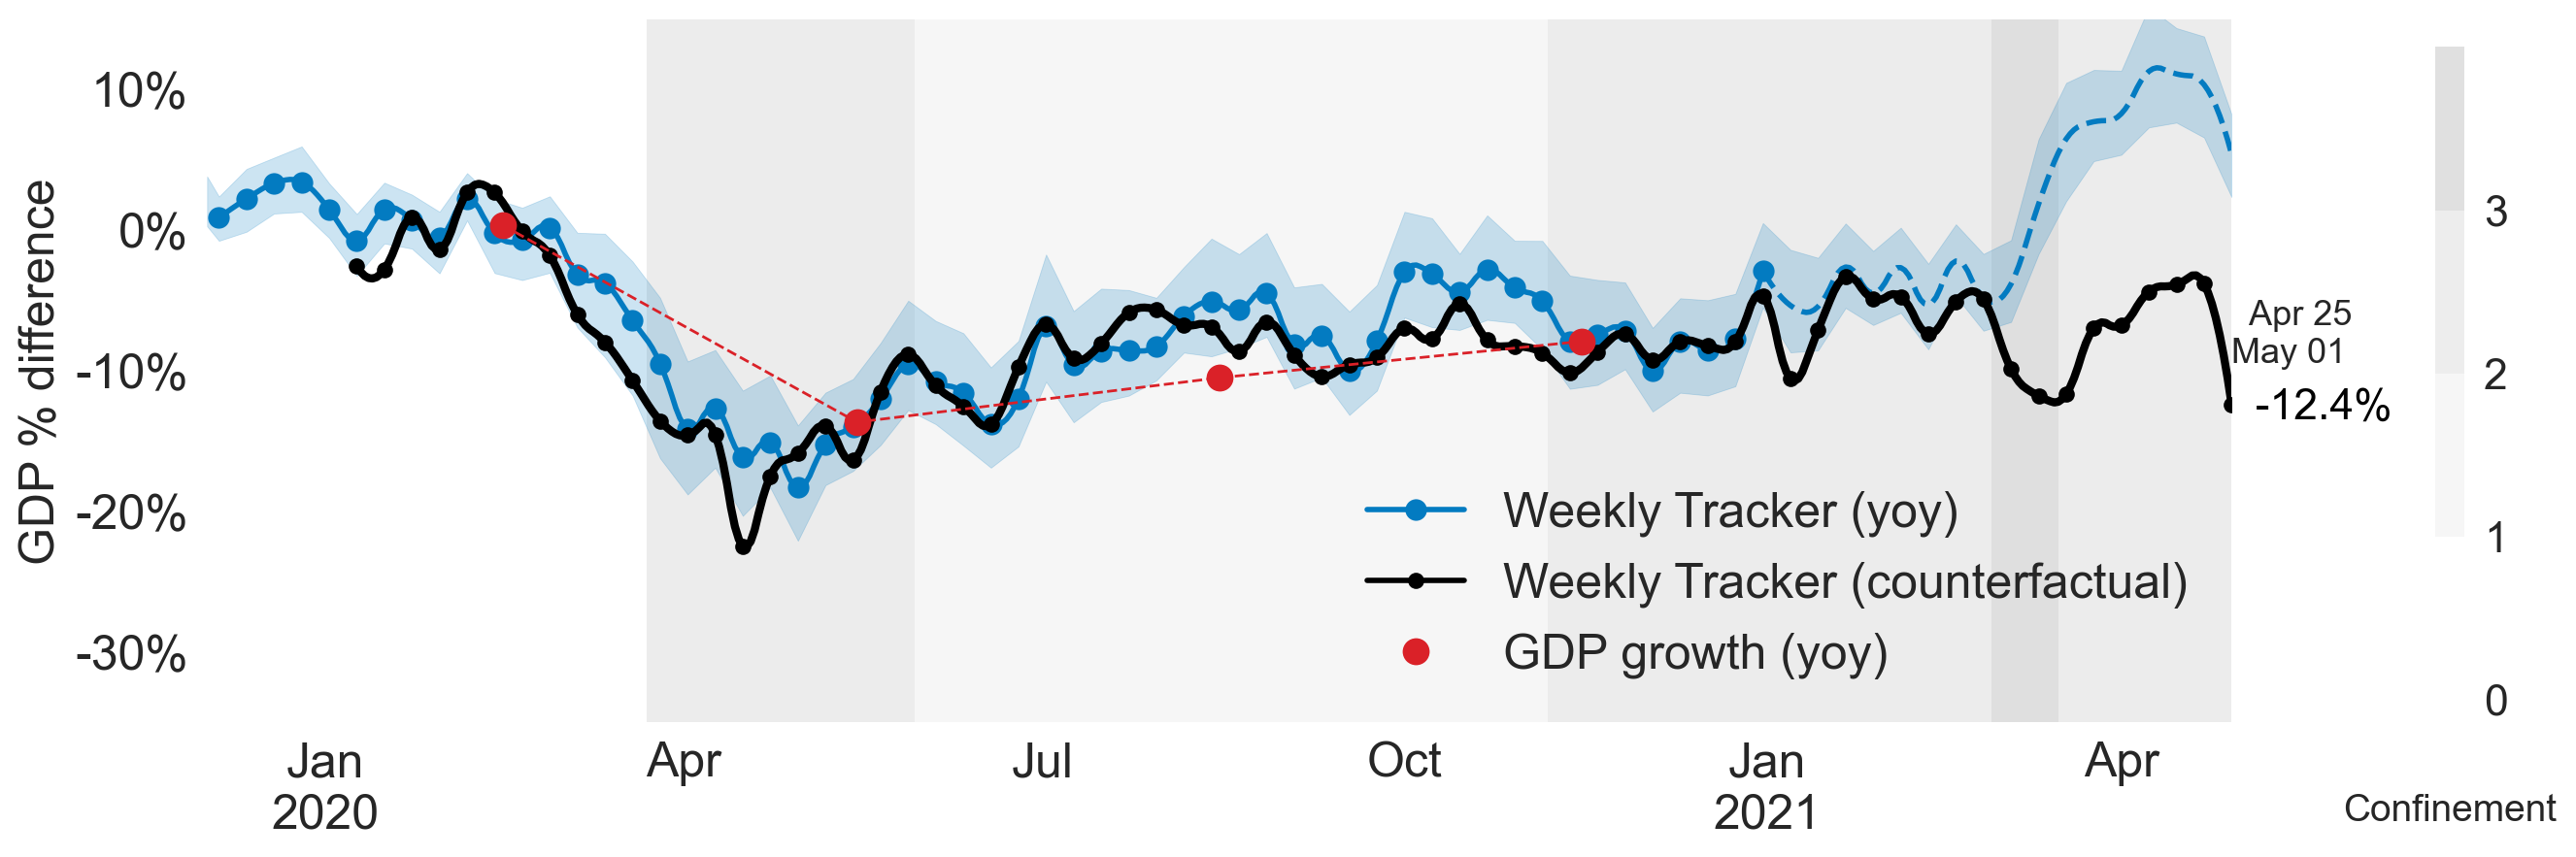 GDP % difference
10%
0%
-10%
-20%
-30%
Jan
2020
Apr
Jul
Oct
Jan
2021
Apr
Weekly Tracker (yoy)
Weekly Tracker (counterfactual)
GDP growth (yoy)
Apr 25
May 01
-12.4%
3
2
1
0
Confinement